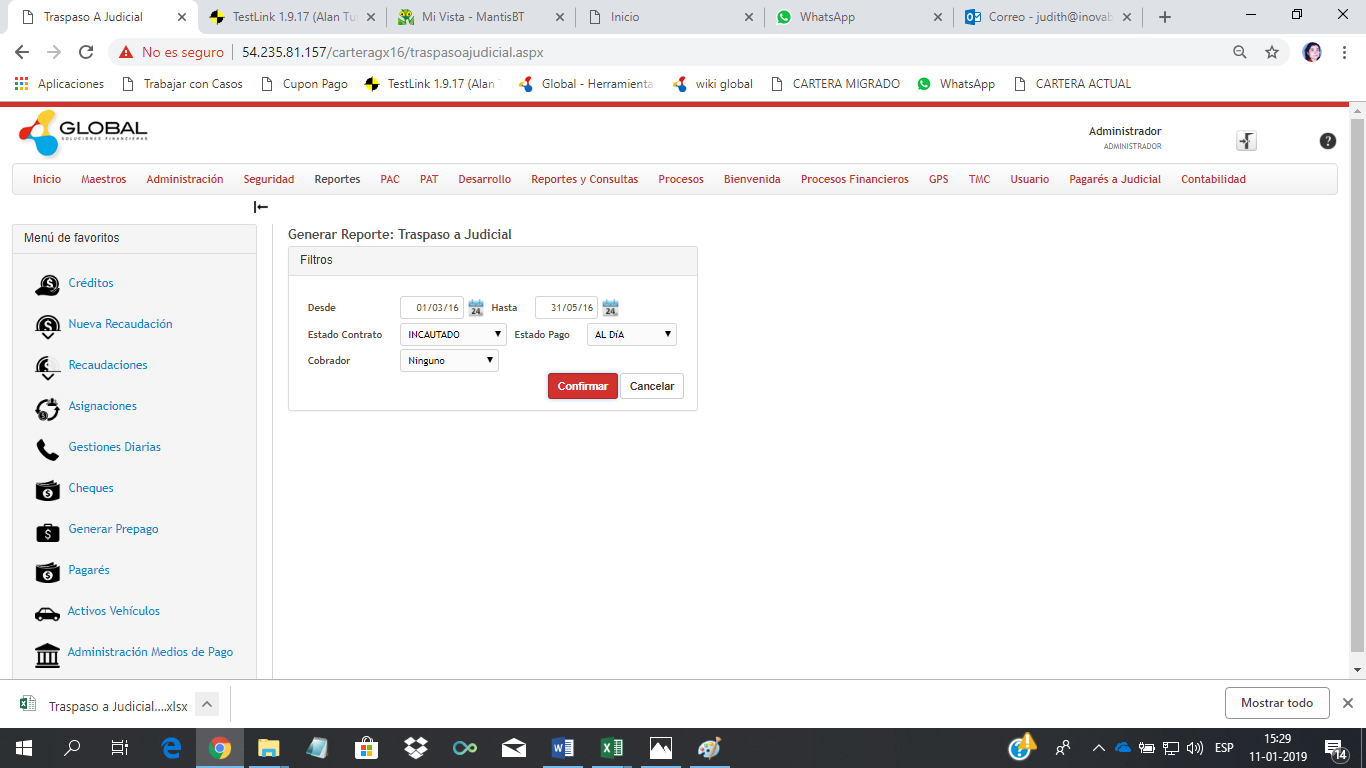 Traspaso A Judicial
TestLink 1.9.17 (Alan Tu
Mi Vista - MantisBT
Inicio
WhatsApp
Correo - judith@inovab
No es seguro
54.235.81.157/carteragx16/traspasoajudicial.aspx
Aplicaciones
Trabajar con Casos
Cupon Pago
TestLink 1.9.17 (Alan
Global - Herramienta
wiki global
CARTERA MIGRADO
WhatsApp
CARTERA ACTUAL
GLOBAL
SOLUCIONES FINANCIERAS
Administrador
ADMINISTRADOR
Inicio Maestros Administración Seguridad Reportes PAC PAT Desarrollo Reportes y Consultas Procesos Bienvenida Procesos Financieros GPS TMC Usuario Pagarés a Judicial Contabilidad
Menú de favoritos
Créditos
Nueva Recaudación
Recaudaciones
Asignaciones
Gestiones Diarias
Cheques
Generar Prepago
Pagarés
Activos Vehículos
Administración Medios de Pago
Generar Reporte: Traspaso a Judicial
Filtros
Desde 01/03/16 24 Hasta 31/05/16 24
Estado Contrato INCAUTADO Estado Pago AL DíA
Cobrador Ninguno
Confirmar Cancelar
Traspaso a Judicial....xlsx
Mostrar todo
ESP
15:29
11-01-2019
14